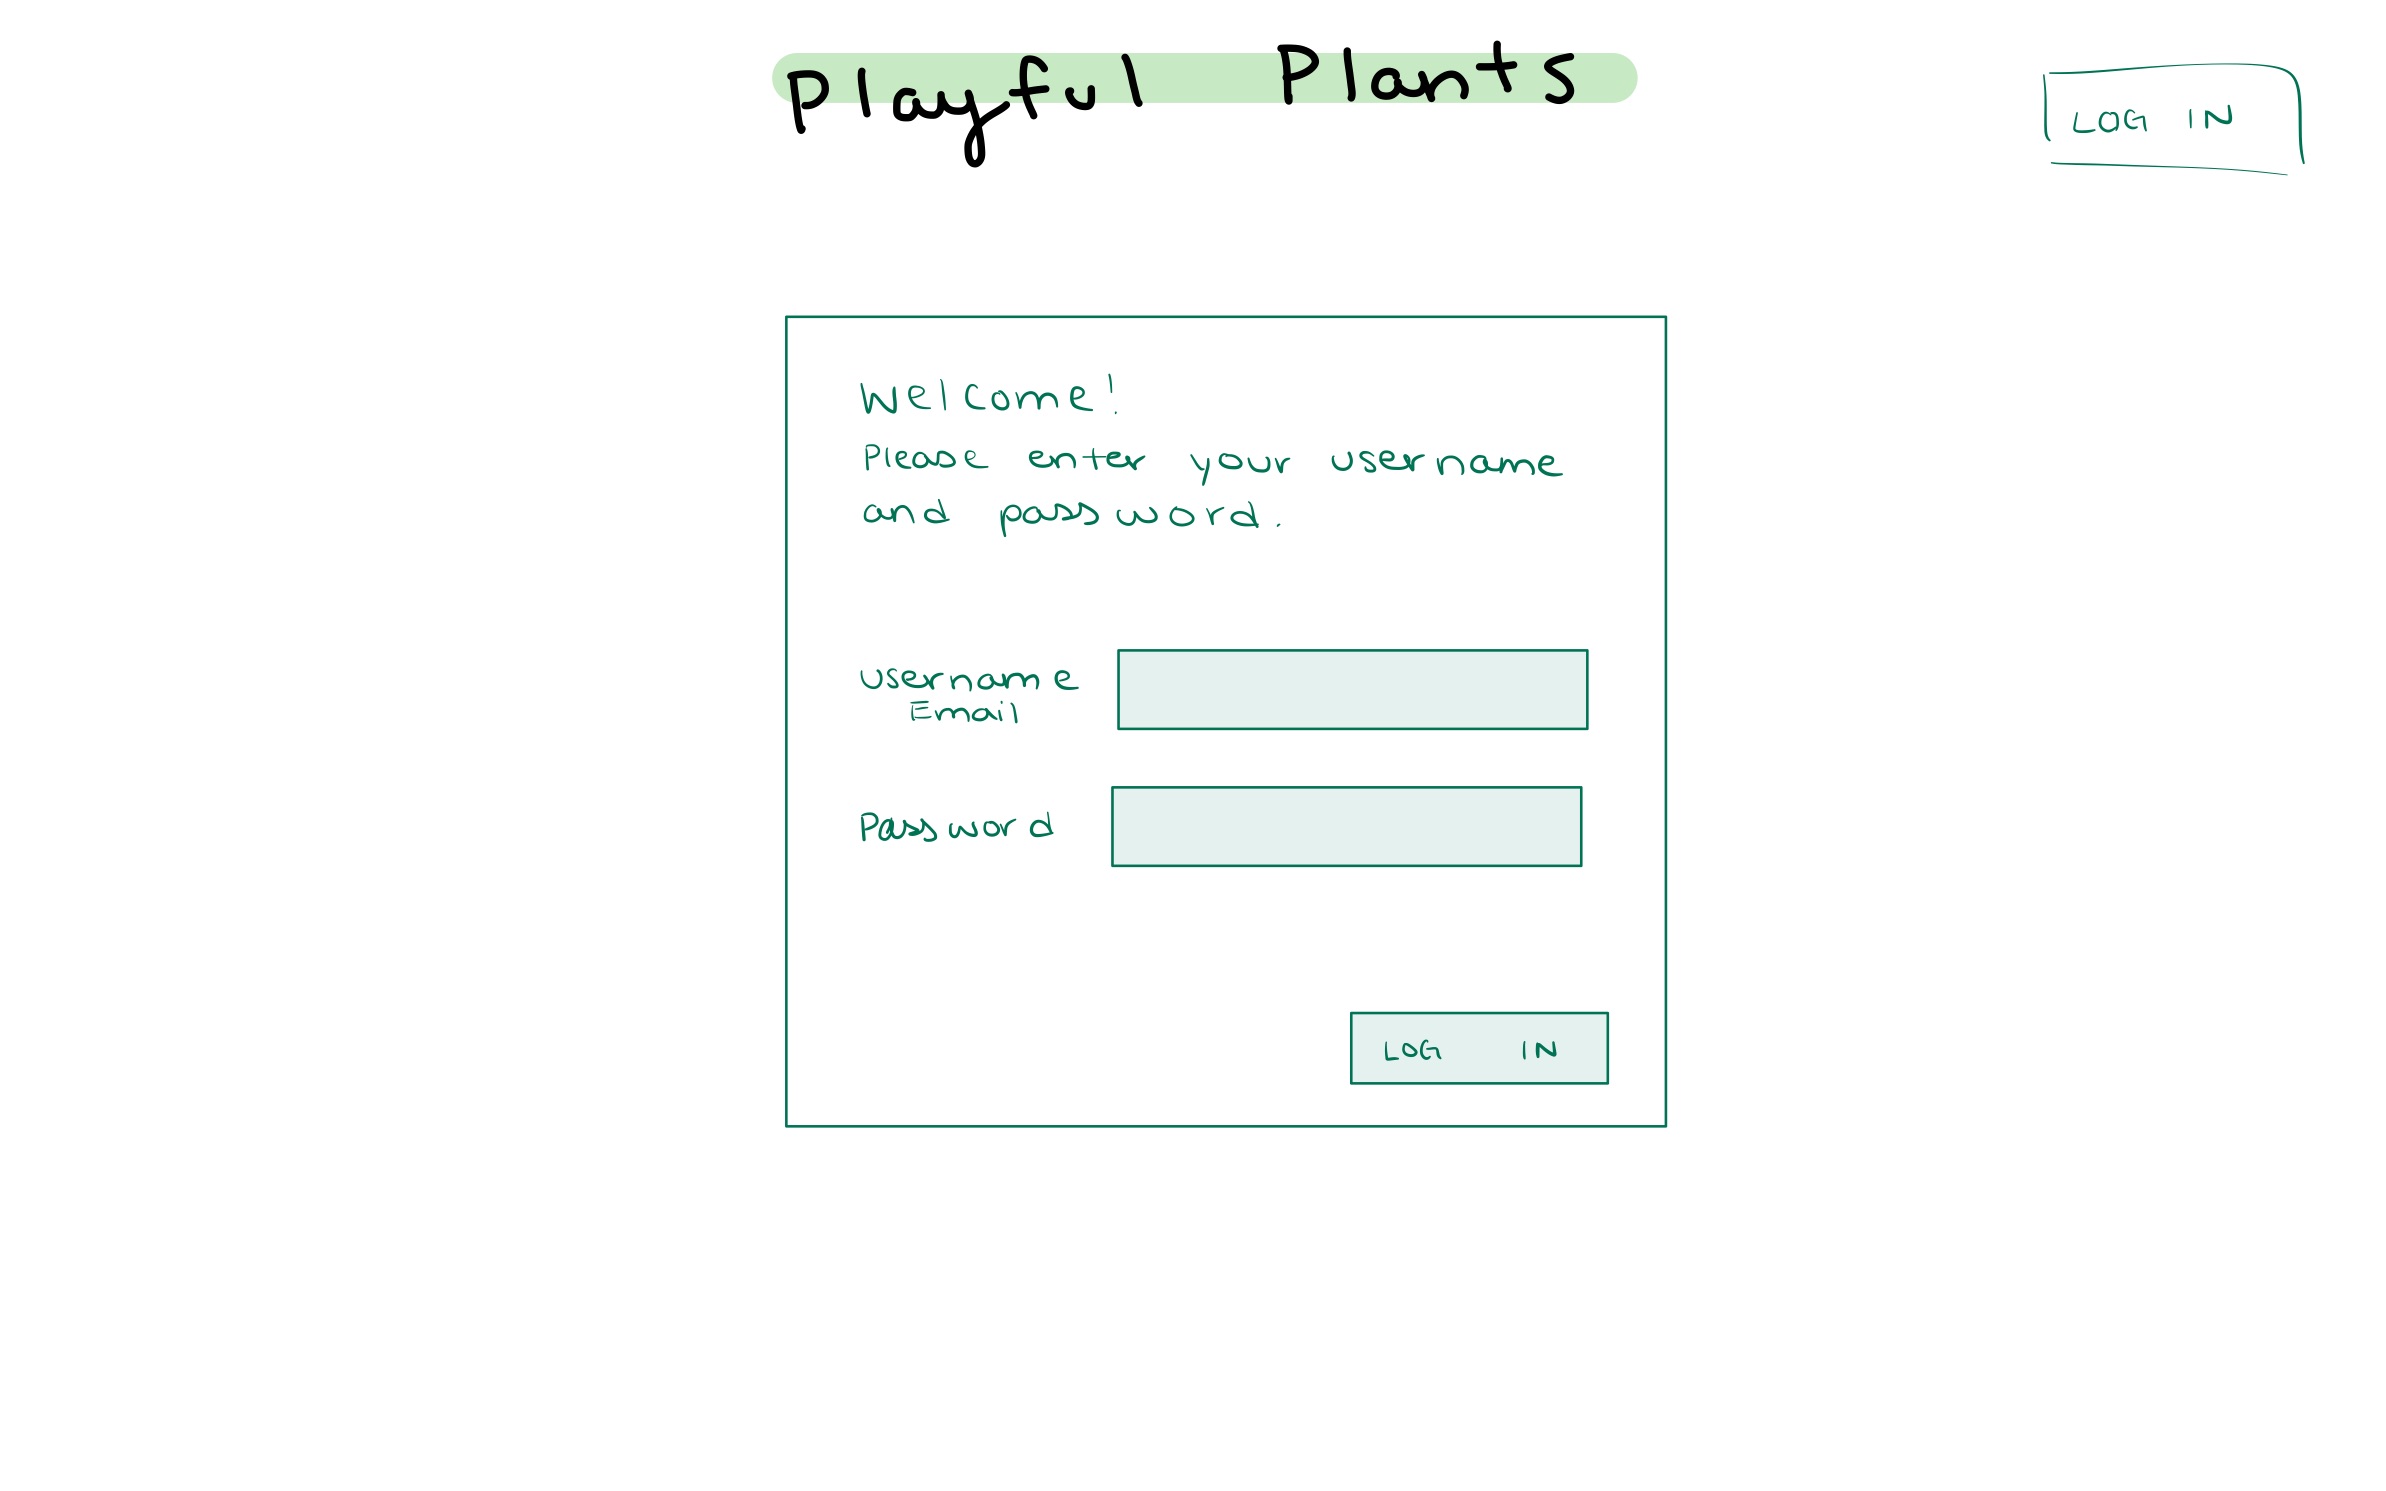 Playful Plants
LOG IN
Welcome!
Please enter your username
and password.
Username
Email
Password
LOG IN